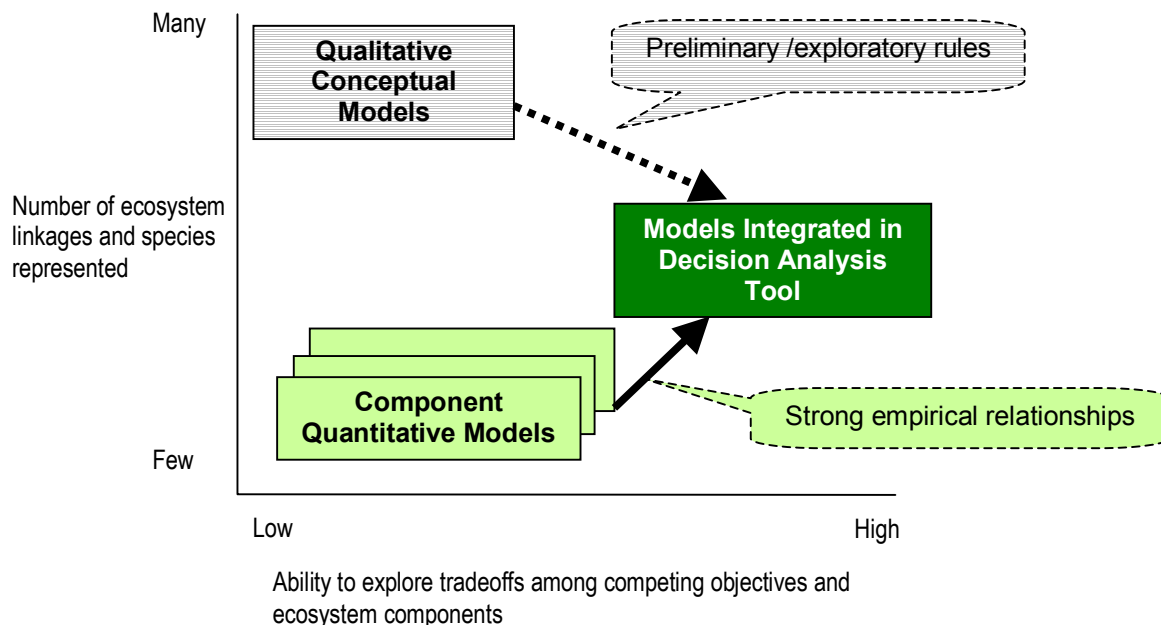 Many
Qualitative
Conceptual
Models
Preliminary /exploratory rules
Number of ecosystem
linkages and species
represented
Models Integrated in
Decision Analysis
Tool
Component
Quantitative Models
Strong empirical relationships
Few
Low
High
Ability to explore tradeoffs among competing objectives and
ecosystem components